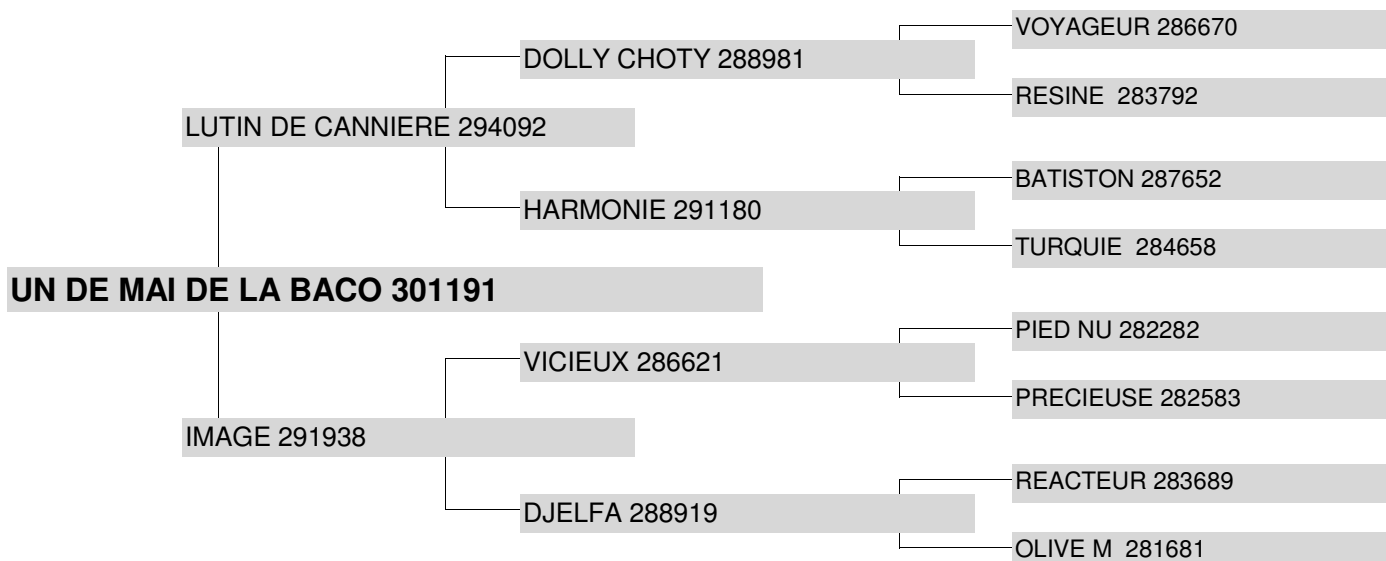 VOYAGEUR 286670
DOLLY CHOTY 288981
RESINE 283792
LUTIN DE CANNIERE 294092
BATISTON 287652
HARMONIE 291180
TURQUIE 284658
UN DE MAI DE LA BACO 301191
PIED NU 282282
VICIEUX 286621
PRECIEUSE 282583
IMAGE 291938
REACTEUR 283689
DJELFA 288919
OLIVE M 281681